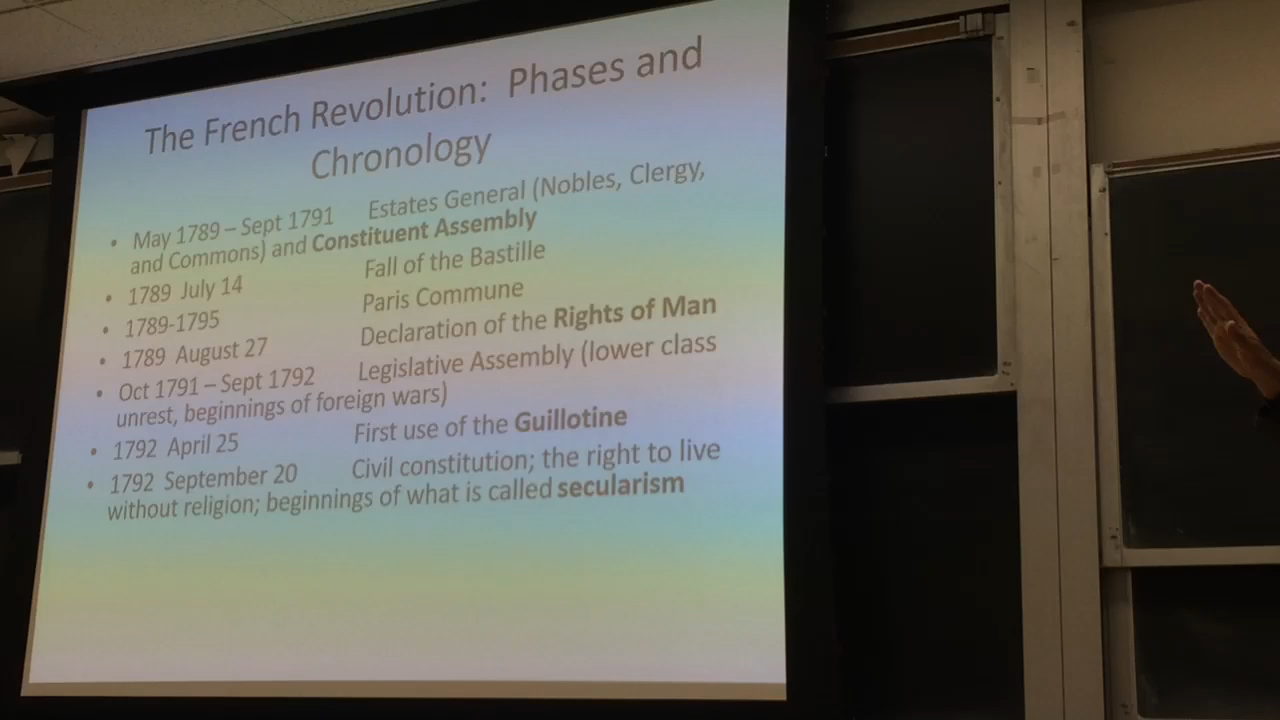 The French Revolution: Phases and
Chronology
• May 1789 – Sept 1791 Estates General (Nobles, Clergy,
and Commons) and Constituent Assembly
• 1789 July 14 Fall of the Bastille
• 1789-1795 Paris Commune
• 1789 August 27 Declaration of the Rights of Man
• Oct 1791 – Sept 1792 Legislative Assembly (lower class
unrest, beginnings of foreign wars)
• 1792 April 25 First use of the Guillotine
• 1792 September 20 Civil constitution; the right to live
without religion; beginnings of what is called secularism